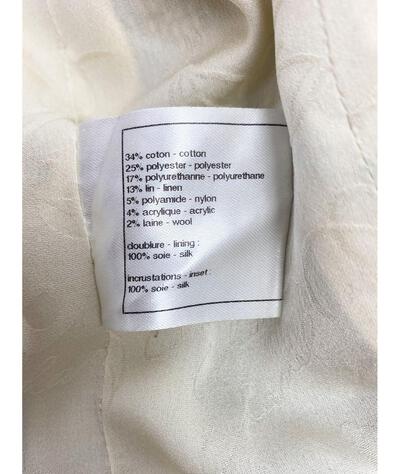 34% coton - cotton
25% polyester - polyester
17% polyurethanne - polyurethane
13% lin - linen
5% polyamide - nylon
4% acrylique - acrylic
2% laine - wool
doublure - lining :
100% soie - silk
incrustations - inset :
100% soie - silk